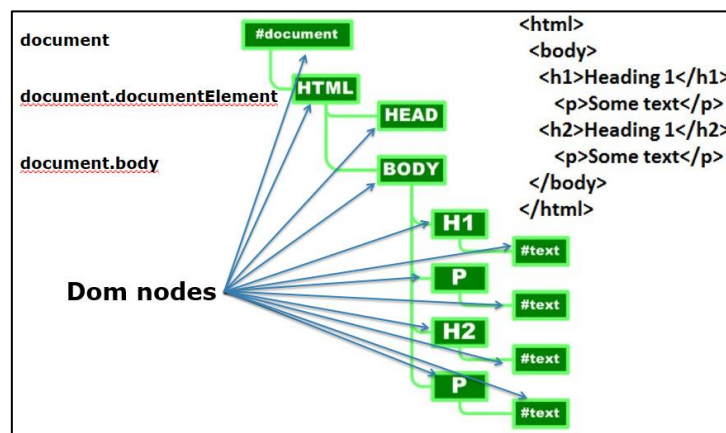 document
#document
document.documentElement
HTML
HEAD
document.body
BODY
H1
#text
P
#text
H2
#text
P
#text
Dom nodes
<html>
<body>
<h1>Heading 1</h1>
<p>Some text</p>
<h2>Heading 1</h2>
<p>Some text</p>
</body>
</html>